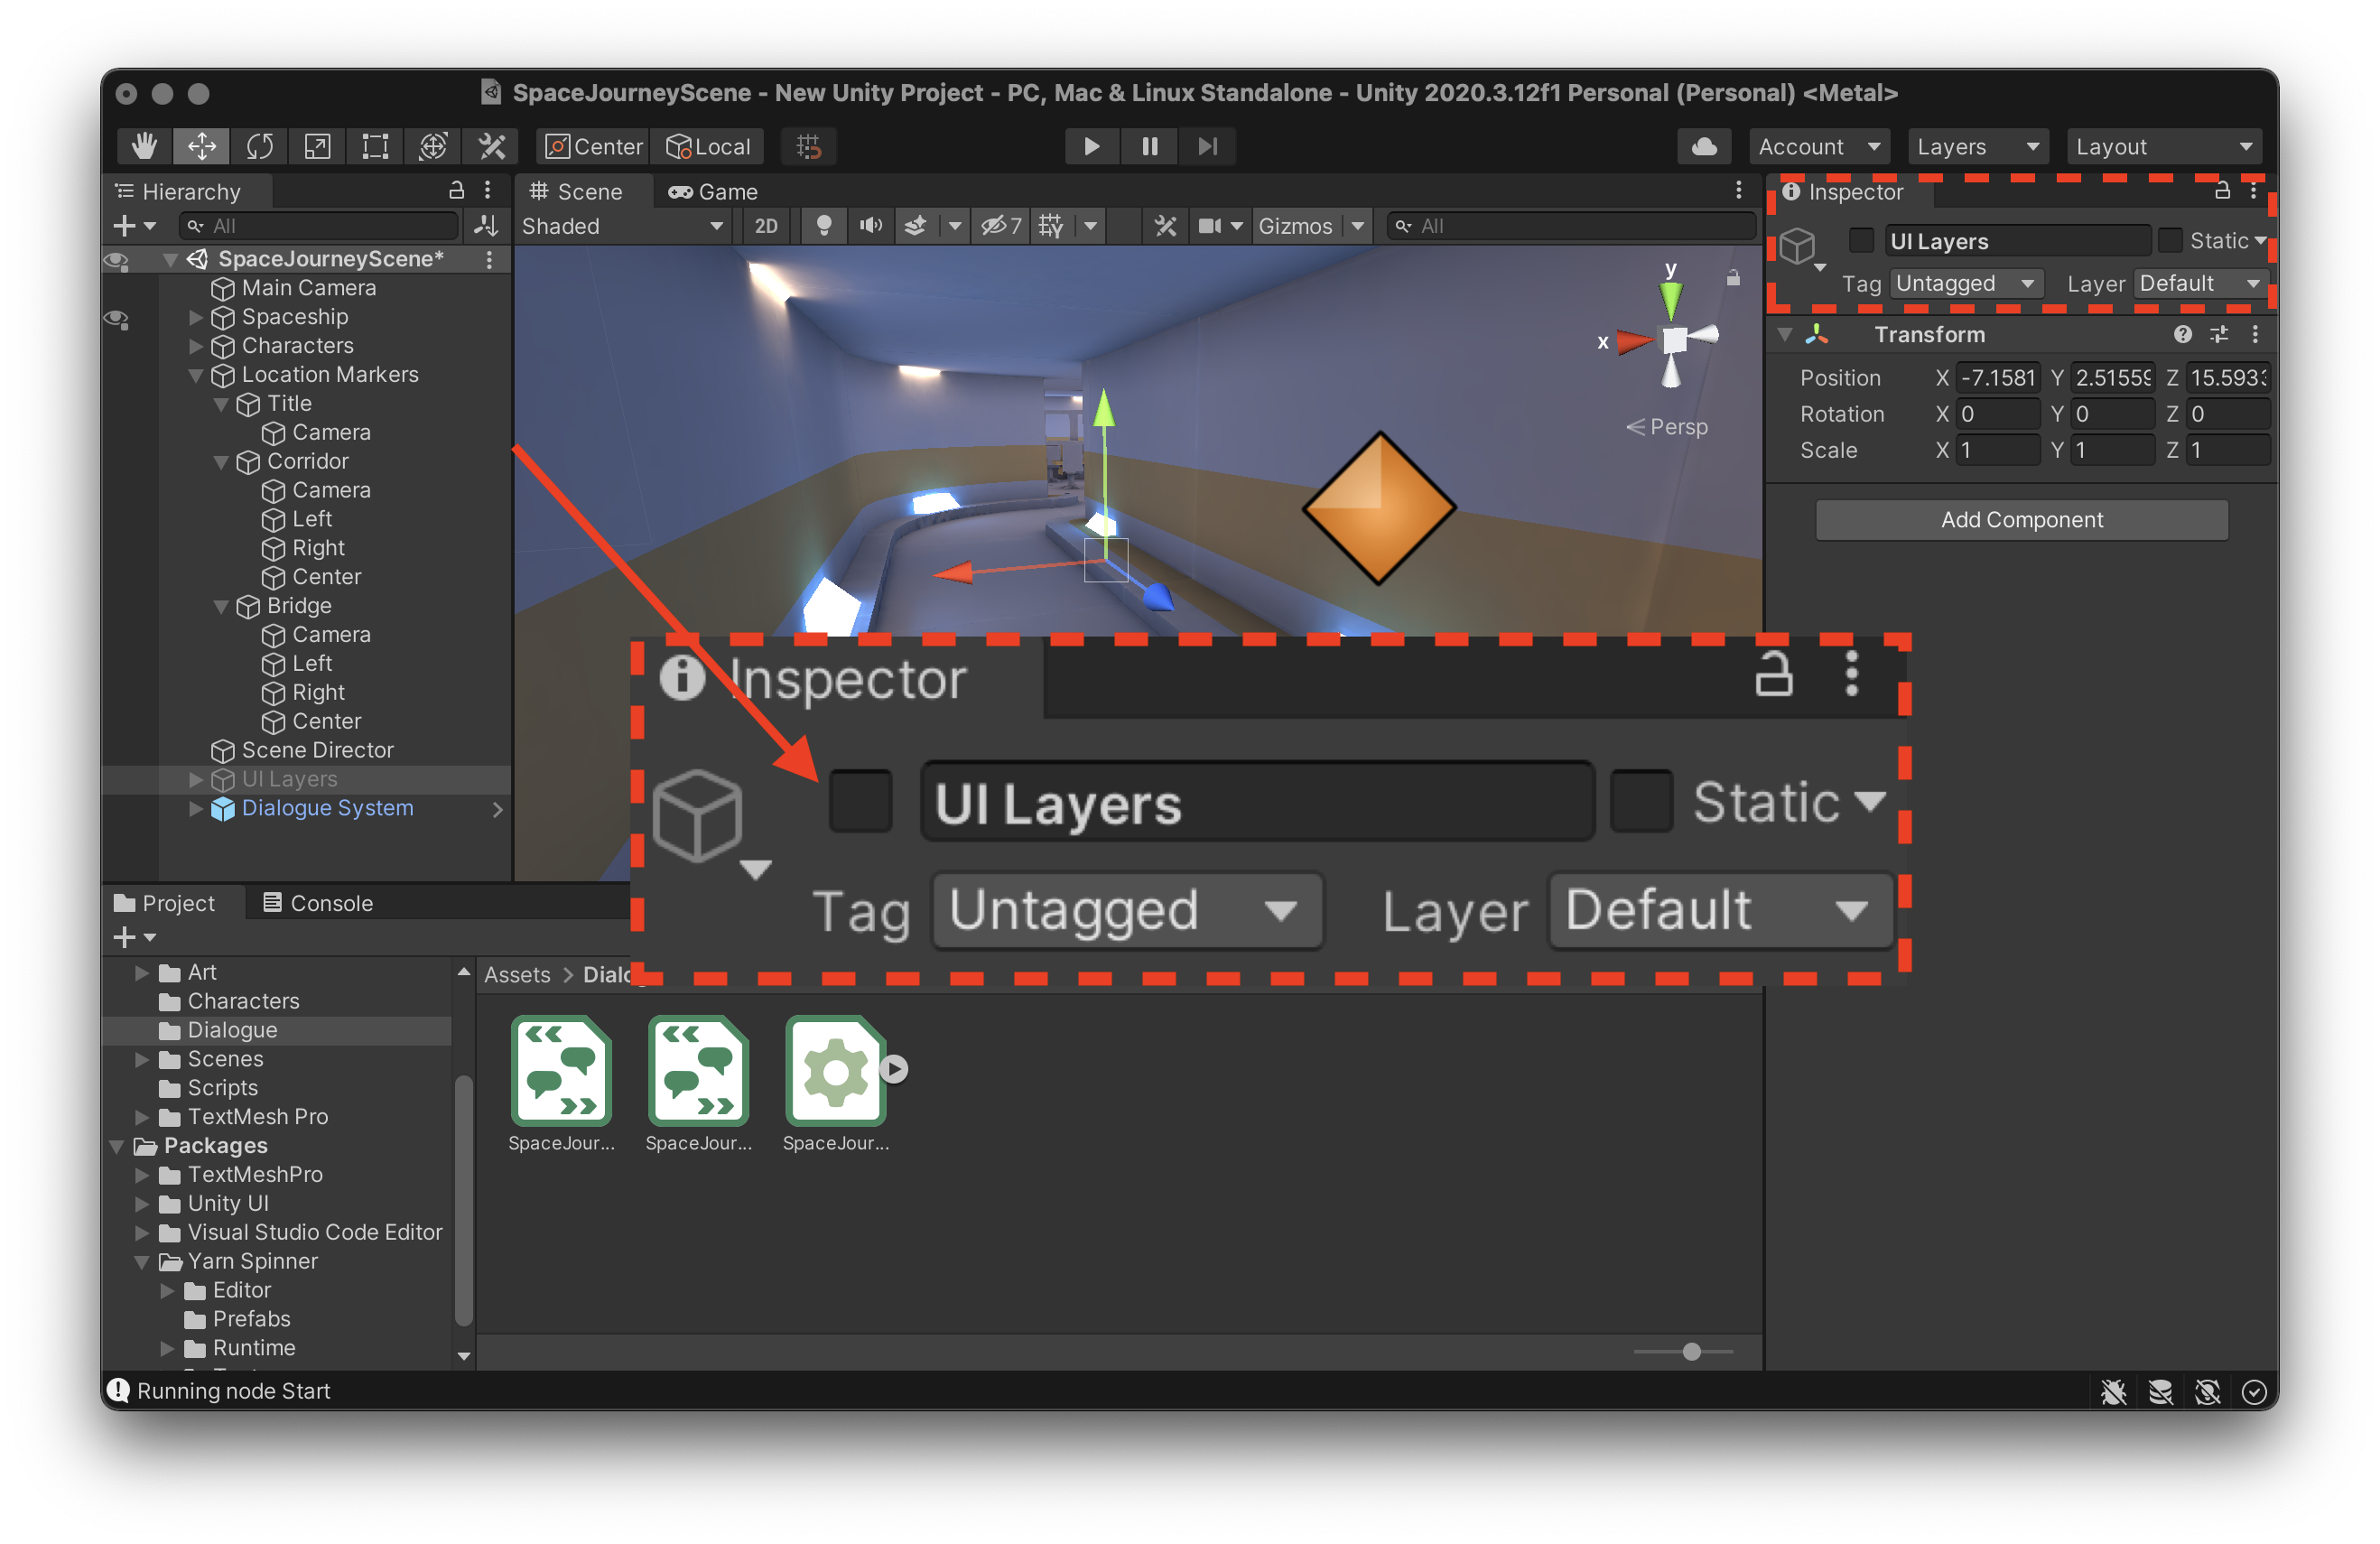 SpaceJourneyScene - New Unity Project - PC, Mac & Linux Standalone - Unity 2020.3.12f1 Personal (Personal) <Metal>
Center Local Account Layers Layout
Hierarchy
All
SpaceJourneyScene*
Main Camera
Spaceship
Characters
Location Markers
Title
Camera
Corridor
Camera
Left
Right
Center
Bridge
Camera
Left
Right
Center
Scene Director
UI Layers
Dialogue System
Scene Game
Shaded 2D 7 Gizmos All
y
x
Persp
Inspector
UI Layers Static
Tag Untagged Layer Default
Transform
Position X -7.1581 Y 2.51559 Z 15.5933
Rotation X 0 Y 0 Z 0
Scale X 1 Y 1 Z 1
Add Component
Inspector
UI Layers Static
Tag Untagged Layer Default
Project Console
Art
Characters
Dialogue
Scenes
Scripts
TextMesh Pro
Packages
TextMeshPro
Unity UI
Visual Studio Code Editor
Yarn Spinner
Editor
Prefabs
Runtime
Assets >
SpaceJour... SpaceJour... SpaceJour...
Running node Start